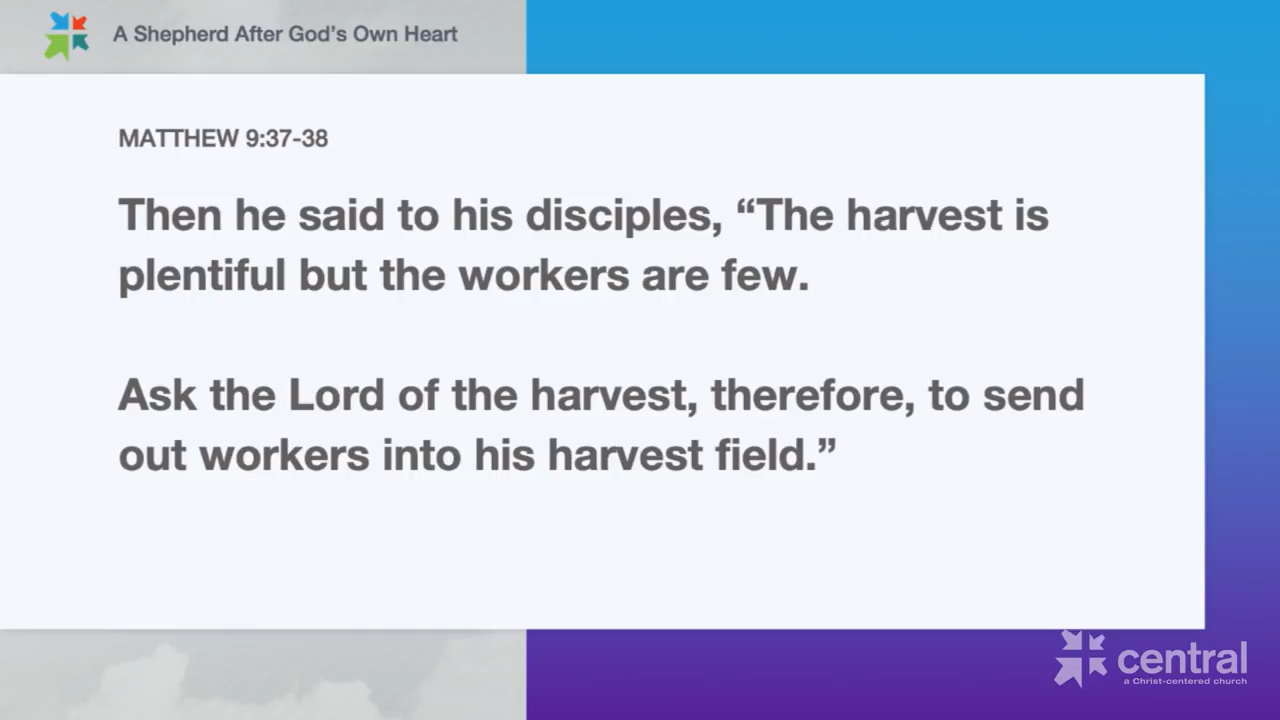 A Shepherd After God’s Own Heart
MATTHEW 9:37-38
Then he said to his disciples, “The harvest is
plentiful but the workers are few.
Ask the Lord of the harvest, therefore, to send
out workers into his harvest field.”
central
a Christ-centered church